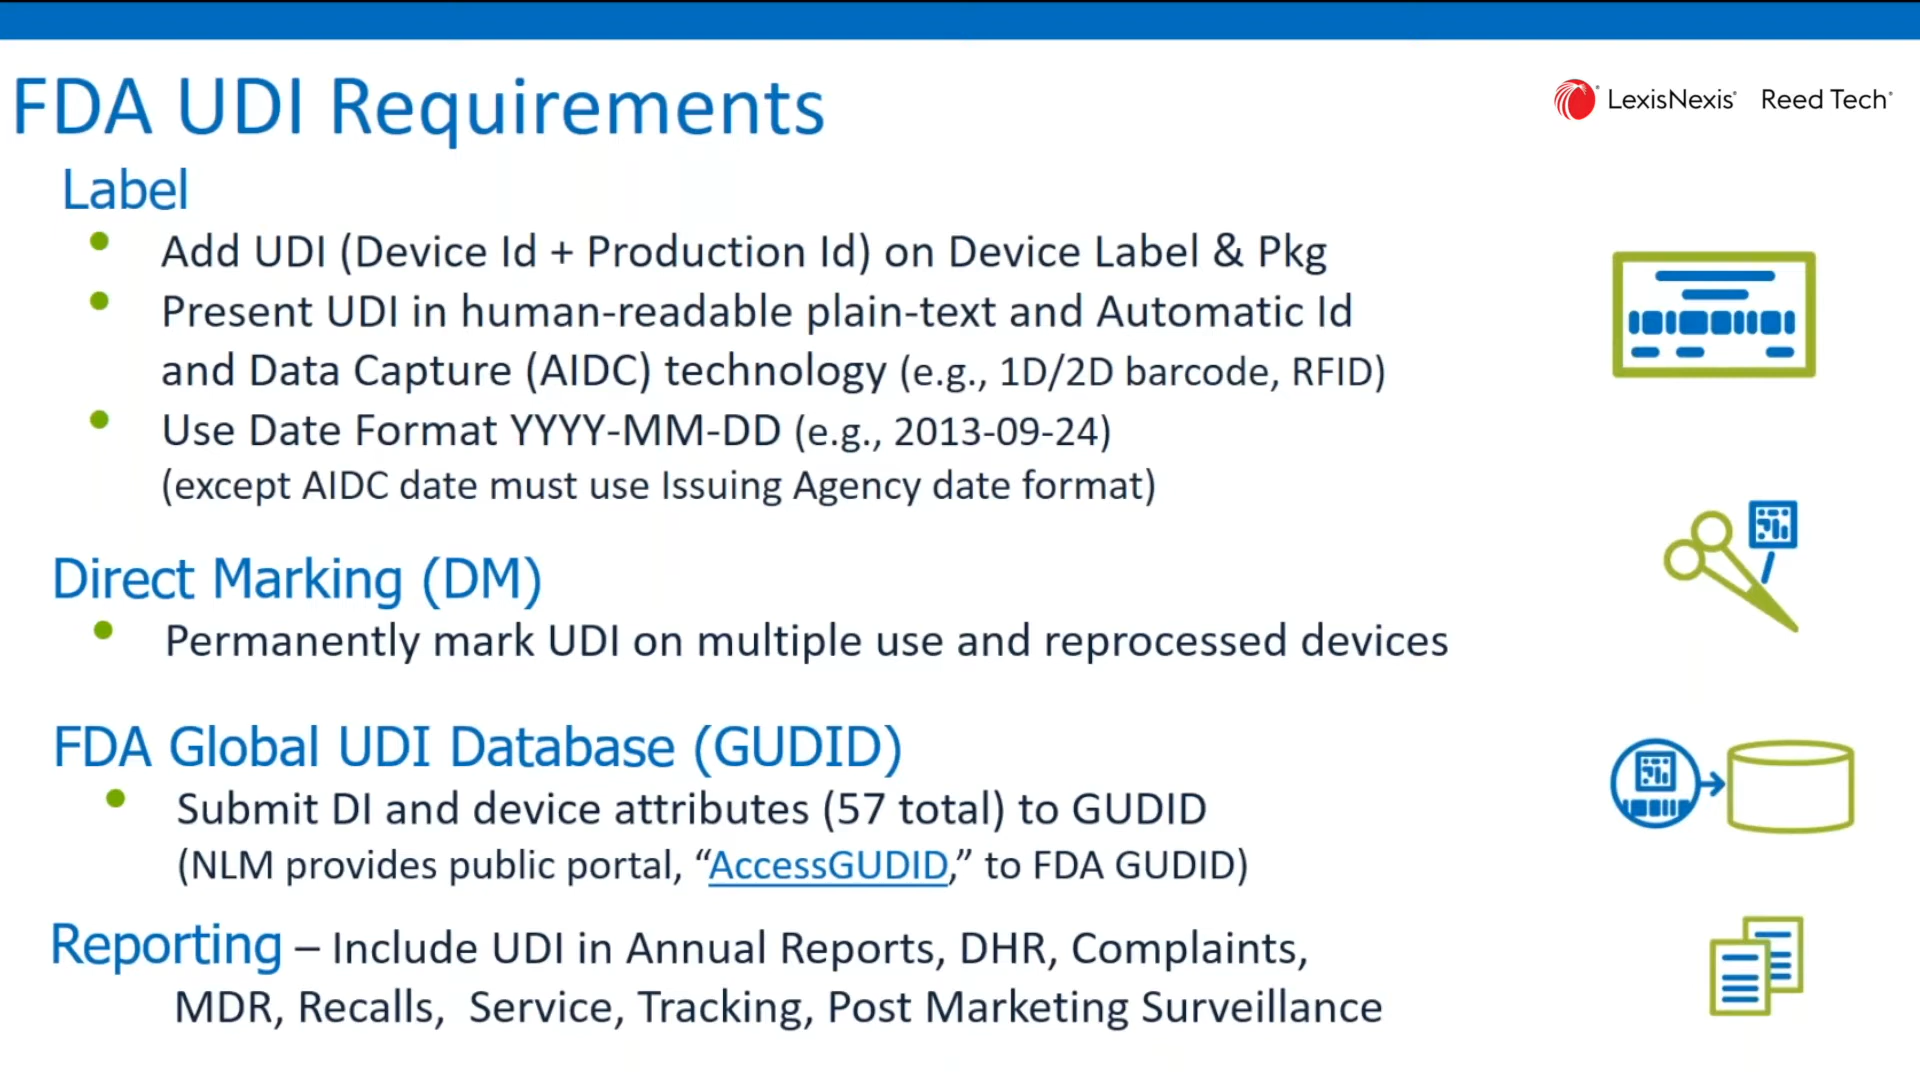 FDA UDI Requirements
LexisNexis® Reed Tech®
Label
• Add UDI (Device Id + Production Id) on Device Label & Pkg
• Present UDI in human-readable plain-text and Automatic Id
and Data Capture (AIDC) technology (e.g., 1D/2D barcode, RFID)
• Use Date Format YYYY-MM-DD (e.g., 2013-09-24)
(except AIDC date must use Issuing Agency date format)
Direct Marking (DM)
• Permanently mark UDI on multiple use and reprocessed devices
FDA Global UDI Database (GUDID)
• Submit DI and device attributes (57 total) to GUDID
(NLM provides public portal, “AccessGUDID,” to FDA GUDID)
Reporting – Include UDI in Annual Reports, DHR, Complaints,
MDR, Recalls, Service, Tracking, Post Marketing Surveillance